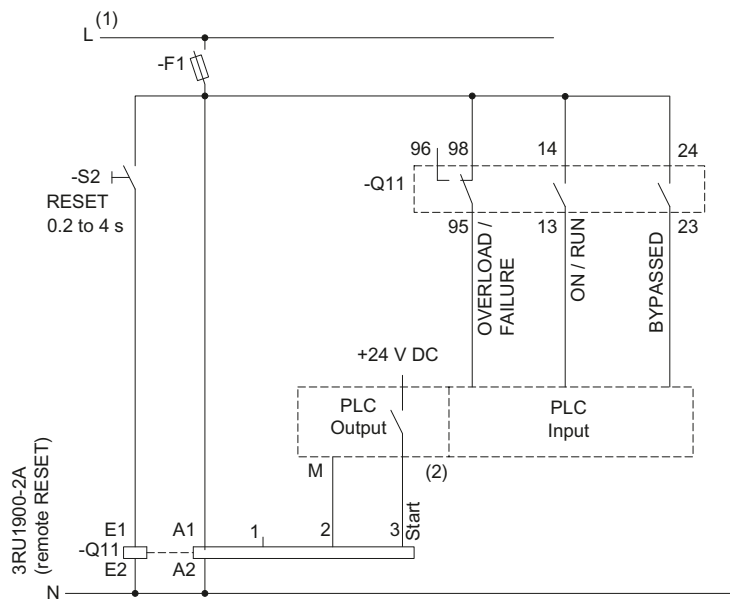 L (1)
-F1
96 98 14 24
-S2
-Q11
RESET
0.2 to 4 s
95 13 23
OVERLOAD /
FAILURE
ON / RUN
BYPASSED
+24 V DC
PLC
Output
PLC
Input
M (2)
3RU1900-2A
(remote RESET)
E1 A1 1 2 3 Start
-Q11
E2 A2
N